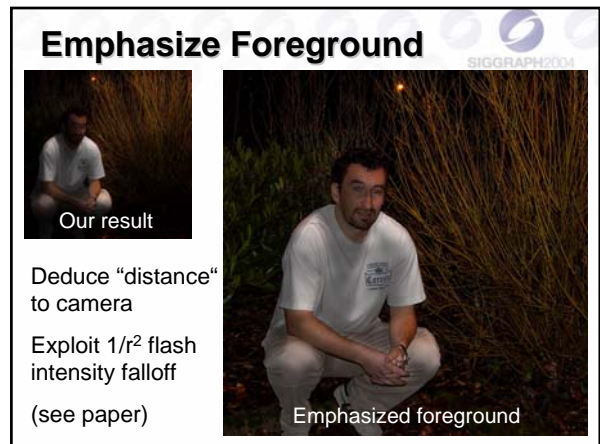 Emphasize Foreground
SIGGRAPH2004
Our result
Deduce “distance“
to camera
Exploit 1/r² flash
intensity falloff
(see paper)
Emphasized foreground